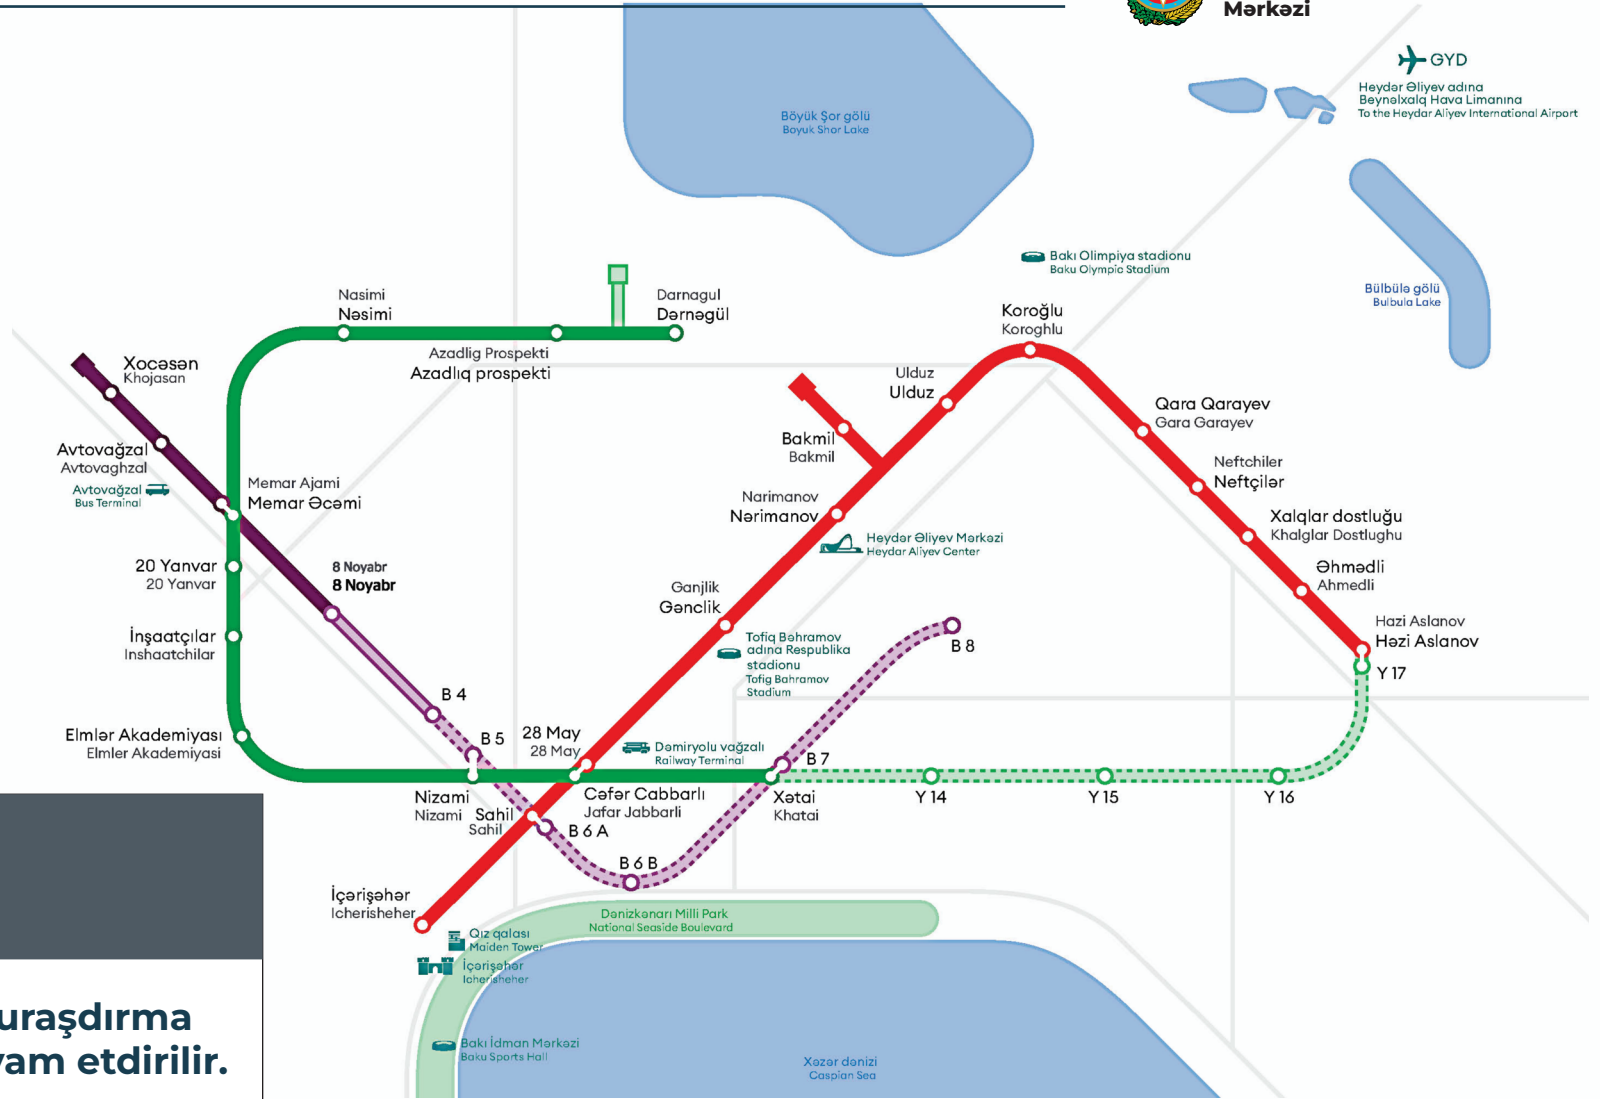 Mərkəzi
GYD
Heydər Əliyev adına
Beynəlxalq Hava Limanına
To the Heydar Aliyev International Airport
Böyük Şor gölü
Boyuk Shor Lake
Bakı Olimpiya stadionu
Baku Olympic Stadium
Bülbülə gölü
Bulbula Lake
Nasimi
Nəsimi
Darnagul
Dərnəgül
Azadlig Prospekti
Azadlıq prospekti
Koroğlu
Koroghlu
Xocəsən
Khojasan
Ulduz
Ulduz
Qara Qarayev
Gara Garayev
Avtovağzal
Avtovaghzal
Avtovağzal
Bus Terminal
Bakmil
Bakmil
Neftchiler
Neftçilər
Memar Ajami
Memar Əcəmi
Narimanov
Nərimanov
Xalqlar dostluğu
Khalglar Dostlughu
Heydər Əliyev Mərkəzi
Heydar Aliyev Center
20 Yanvar
20 Yanvar
8 Noyabr
8 Noyabr
Əhmədli
Ahmedli
Ganjlik
Gənclik
Hazi Aslanov
Həzi Aslanov
İnşaatçılar
Inshaatchilar
Tofiq Bəhramov
adına Respublika
stadionu
Tofig Bahramov
Stadium
B 8
Y 17
B 4
Elmlər Akademiyası
Elmler Akademiyasi
B 5
28 May
28 May
Dəmiryolu vağzalı
Railway Terminal
B 7
Nizami
Nizami
Sahil
Sahil
Cəfər Cabbarlı
Jafar Jabbarli
Xətai
Khatai
Y 14
Y 15
Y 16
B 6 A
B 6 B
İçərişəhər
Icherisheher
Dənizkənarı Milli Park
National Seaside Boulevard
Qız qalası
Maiden Tower
İçərişəhər
Icherisheher
Bakı İdman Mərkəzi
Baku Sports Hall
Xəzər dənizi
Caspian Sea
uraşdırma
am etdirilir.